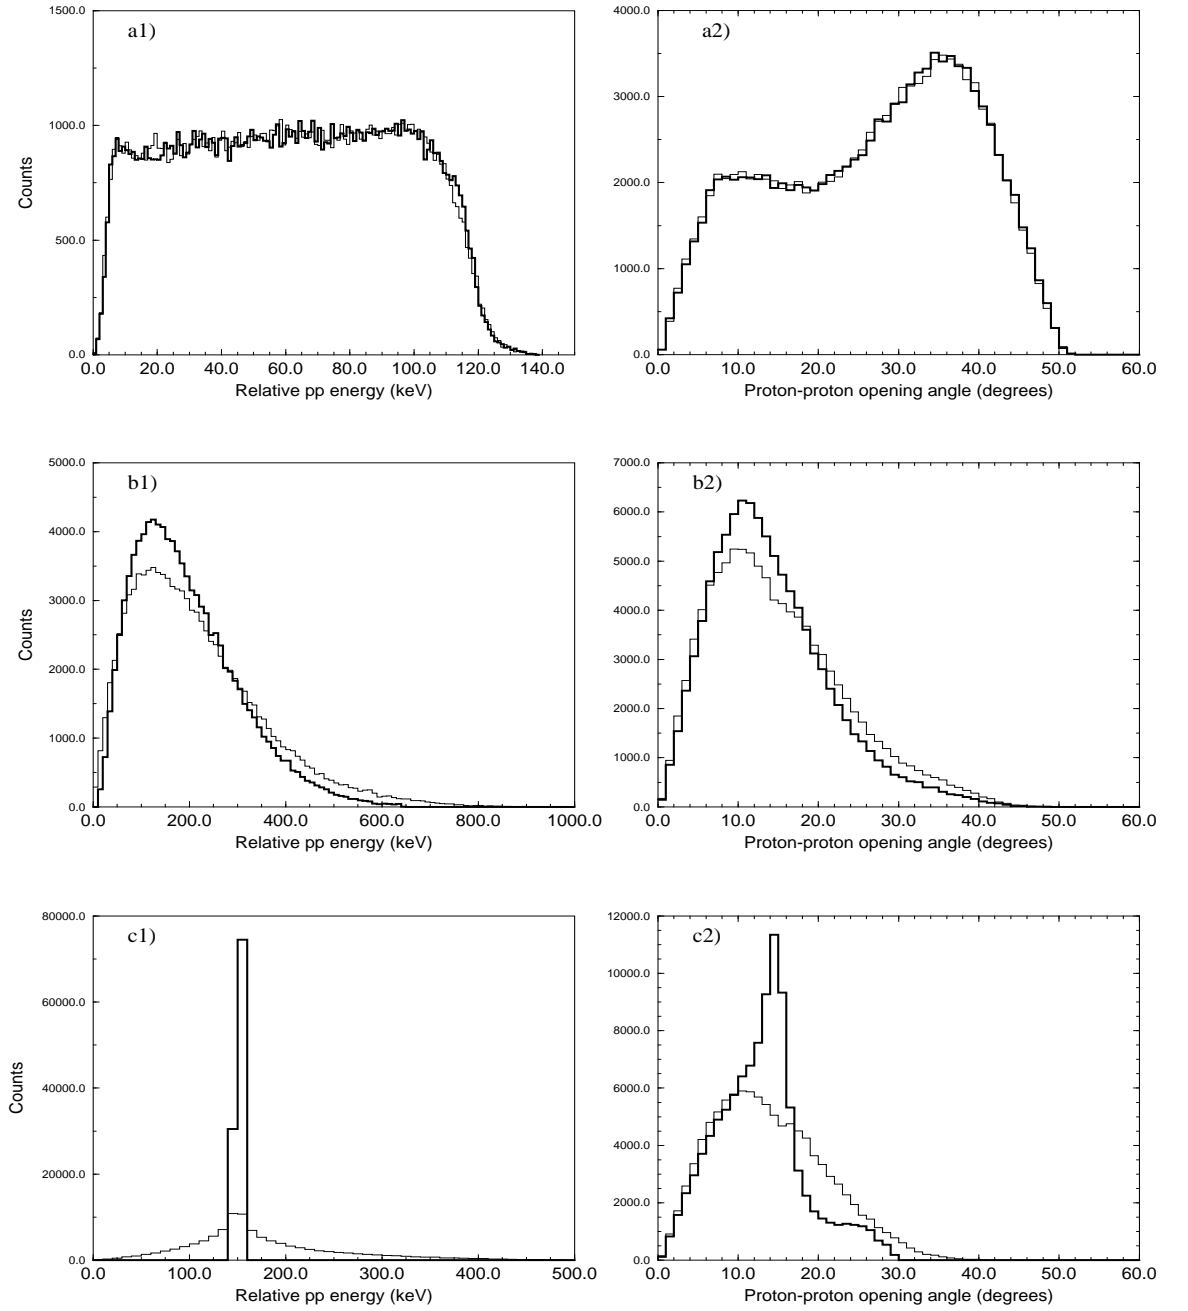 a1)
Counts
1500.0
1000.0
500.0
0.0
0.0 20.0 40.0 60.0 80.0 100.0 120.0 140.0
Relative pp energy (keV)
a2)
4000.0
3000.0
2000.0
1000.0
0.0
0.0 10.0 20.0 30.0 40.0 50.0 60.0
Proton-proton opening angle (degrees)
b1)
Counts
5000.0
4000.0
3000.0
2000.0
1000.0
0.0
0.0 200.0 400.0 600.0 800.0 1000.0
Relative pp energy (keV)
b2)
7000.0
6000.0
5000.0
4000.0
3000.0
2000.0
1000.0
0.0
0.0 10.0 20.0 30.0 40.0 50.0 60.0
Proton-proton opening angle (degrees)
c1)
Counts
80000.0
60000.0
40000.0
20000.0
0.0
0.0 100.0 200.0 300.0 400.0 500.0
Relative pp energy (keV)
c2)
12000.0
10000.0
8000.0
6000.0
4000.0
2000.0
0.0
0.0 10.0 20.0 30.0 40.0 50.0 60.0
Proton-proton opening angle (degrees)